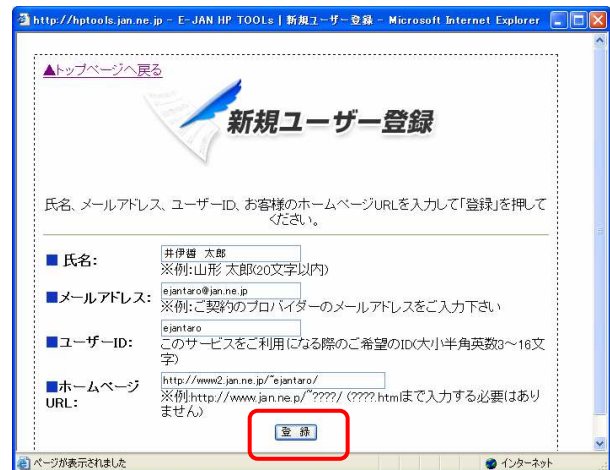 http://hptools.jan.ne.jp - E-JAN HP TOOLs | 新規ユーザー登録 - Microsoft Internet Explorer
▲トップページへ戻る
新規ユーザー登録
氏名、メールアドレス、ユーザーID、お客様のホームページURLを入力して「登録」を押して
ください。
■ 氏名:
井伊邉 太郎
※例:山形 太郎(20文字以内)
■メールアドレス:
ejantaro@jan.ne.jp
※例:ご契約のプロバイダーのメールアドレスをご入力下さい
■ユーザーID:
ejantaro
このサービスをご利用になる際のご希望のID(大小半角英数3～16文
字)
■ホームページ
URL:
http://www2.jan.ne.jp/~ejantaro/
※例:http://www.jan.ne.p/~????/ (????.htmlまで入力する必要はあり
ません)
登 録
ページが表示されました
インターネット